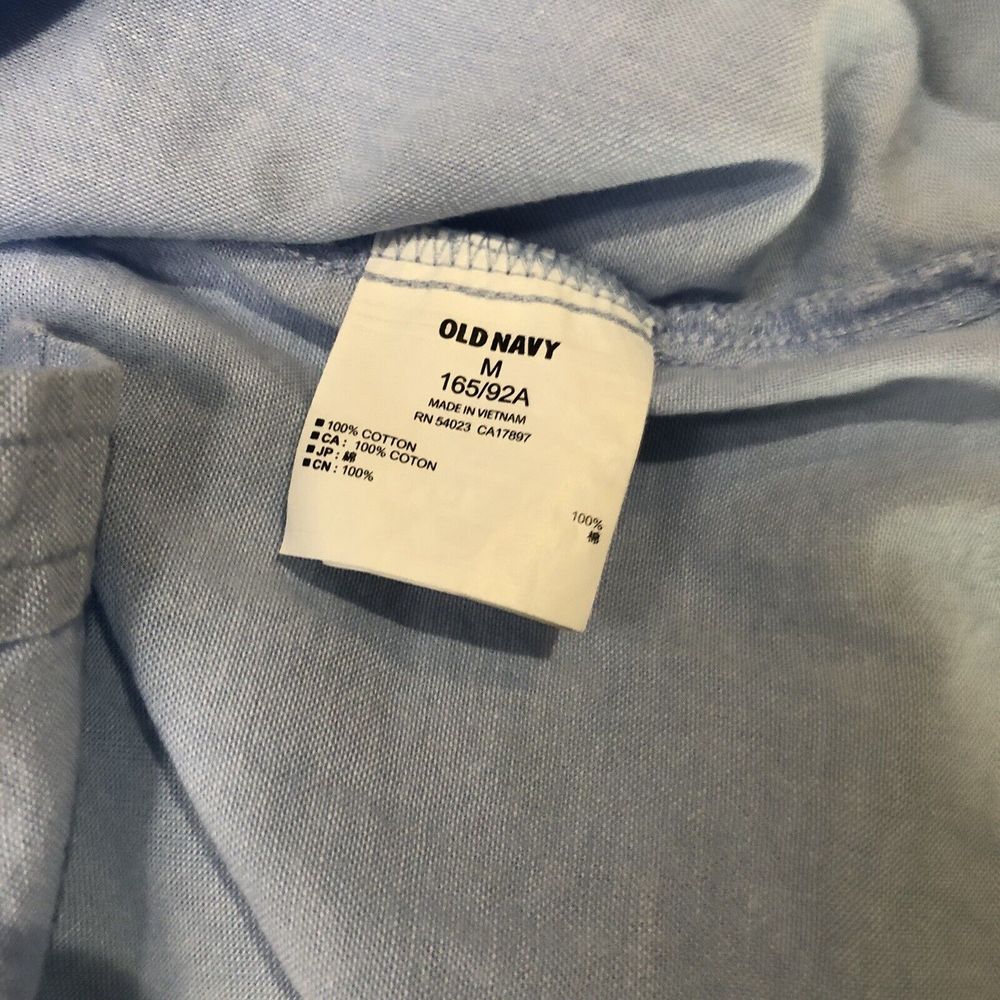 OLD NAVY
M
165/92A
MADE IN VIETNAM
RN 54023 CA17897
■ 100% COTTON
■ CA : 100% COTON
■ JP : 綿
■ CN : 100%
100%
棉